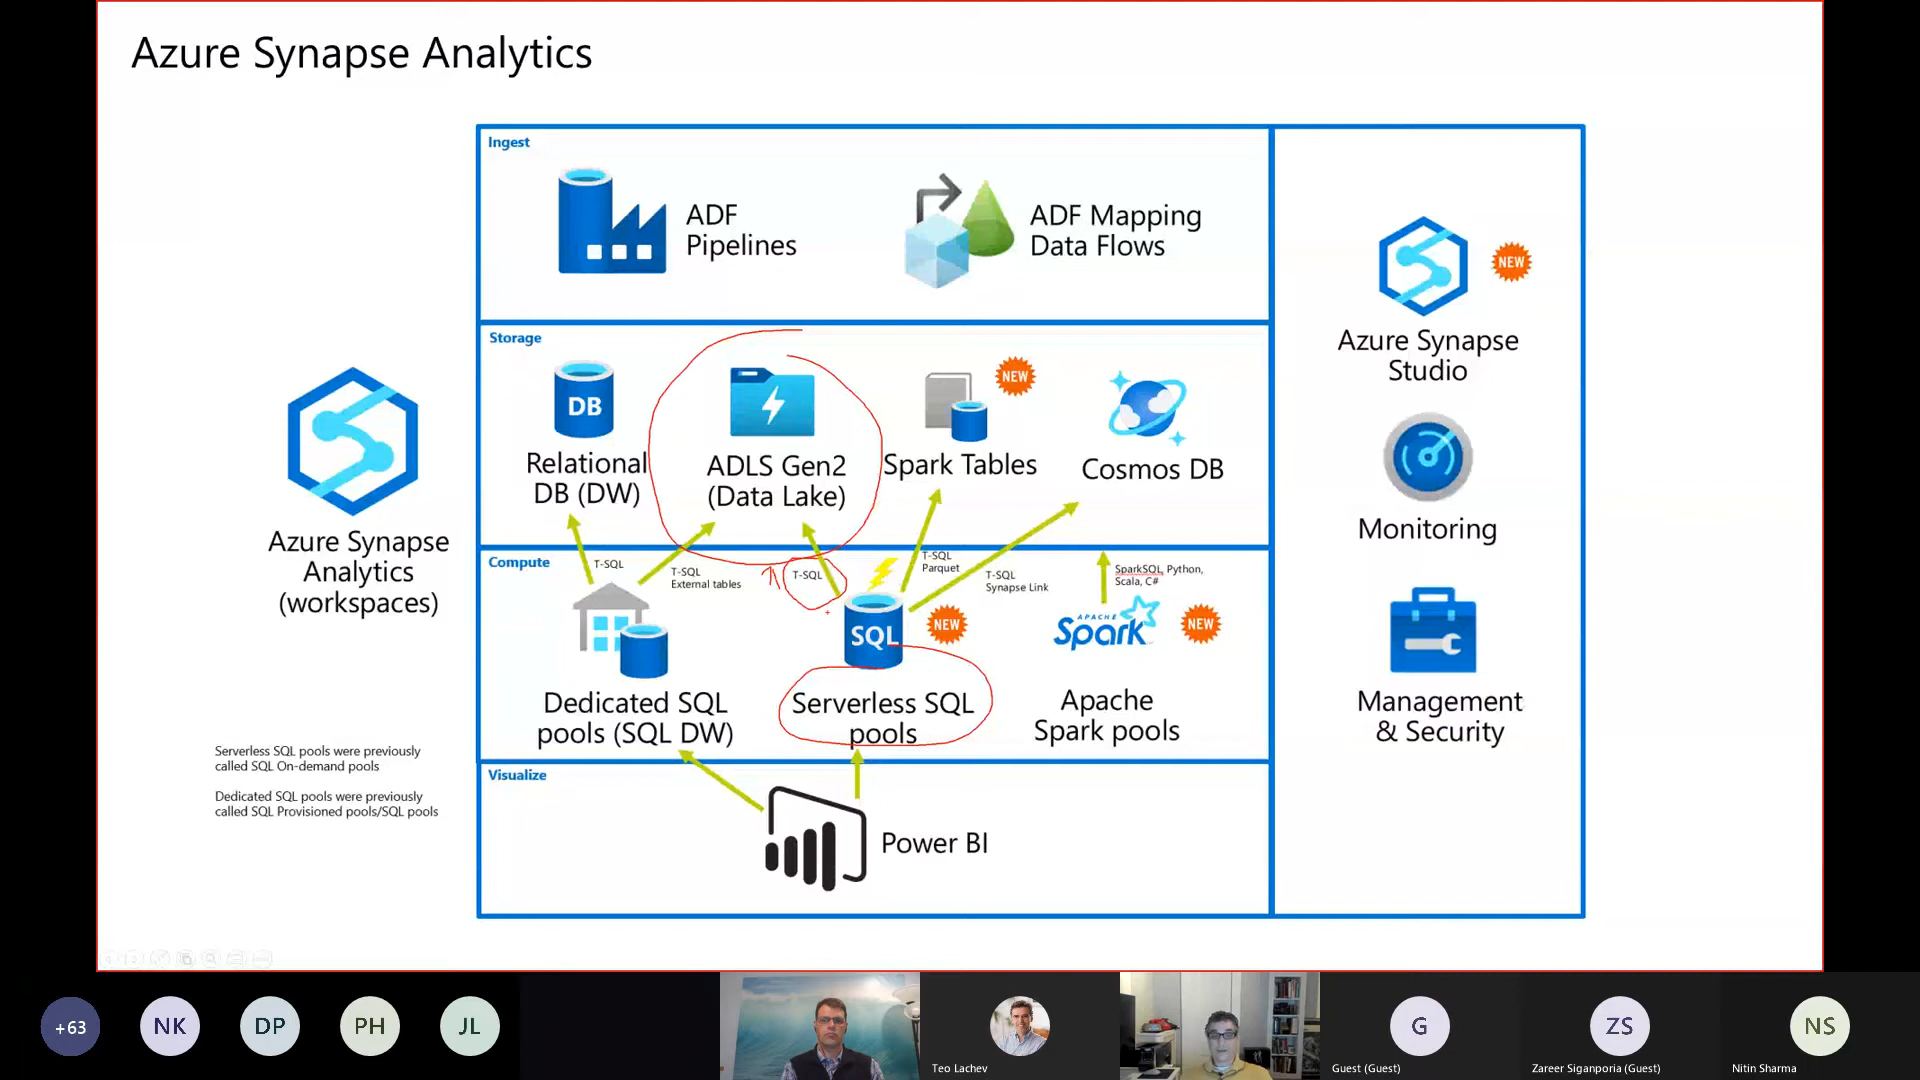 Azure Synapse Analytics
Ingest
ADF
Pipelines
ADF Mapping
Data Flows
NEW
Azure Synapse
Studio
Storage
DB
Relational
DB (DW)
ADLS Gen2
(Data Lake)
NEW
Spark Tables
Cosmos DB
Monitoring
Azure Synapse
Analytics
(workspaces)
Compute
T-SQL
T-SQL
External tables
T-SQL
T-SQL
Parquet
T-SQL
Synapse Link
SparkSQL, Python,
Scala, C#
SQL
NEW
APACHE
Spark
NEW
Dedicated SQL
pools (SQL DW)
Serverless SQL
pools
Apache
Spark pools
Management
& Security
Serverless SQL pools were previously
called SQL On-demand pools
Dedicated SQL pools were previously
called SQL Provisioned pools/SQL pools
Visualize
Power BI
+63
NK
DP
PH
JL
Teo Lachev
G
Guest (Guest)
ZS
Zareer Siganporia (Guest)
NS
Nitin Sharma